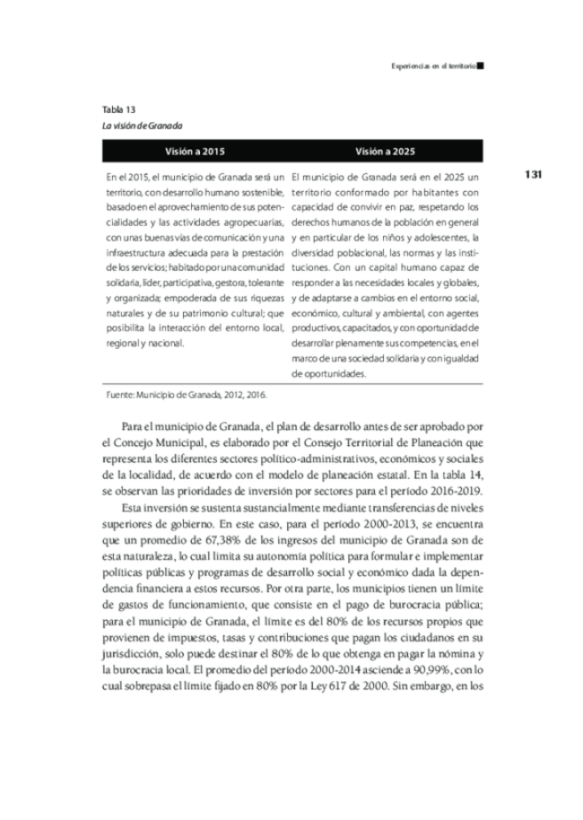 Experiencias en el territorio
131
Tabla 13
La visión de Granada
Visión a 2015
En el 2015, el municipio de Granada será un
territorio, con desarrollo humano sostenible,
basado en el aprovechamiento de sus poten-
cialidades y las actividades agropecuarias,
con unas buenas vías de comunicación y una
infraestructura adecuada para la prestación
de los servicios; habitado por una comunidad
solidaria, líder, participativa, gestora, tolerante
y organizada; empoderada de sus riquezas
naturales y de su patrimonio cultural; que
posibilita la interacción del entorno local,
regional y nacional.
Visión a 2025
El municipio de Granada será en el 2025 un
territorio conformado por habitantes con
capacidad de convivir en paz, respetando los
derechos humanos de la población en general
y en particular de los niños y adolescentes, la
diversidad poblacional, las normas y las insti-
tuciones. Con un capital humano capaz de
responder a las necesidades locales y globales,
y de adaptarse a cambios en el entorno social,
económico, cultural y ambiental, con agentes
productivos, capacitados, y con oportunidad de
desarrollar plenamente sus competencias, en el
marco de una sociedad solidaria y con igualdad
de oportunidades.
Fuente: Municipio de Granada, 2012, 2016.
Para el municipio de Granada, el plan de desarrollo antes de ser aprobado por
el Concejo Municipal, es elaborado por el Consejo Territorial de Planeación que
representa los diferentes sectores político-administrativos, económicos y sociales
de la localidad, de acuerdo con el modelo de planeación estatal. En la tabla 14,
se observan las prioridades de inversión por sectores para el período 2016-2019.
Esta inversión se sustenta sustancialmente mediante transferencias de niveles
superiores de gobierno. En este caso, para el período 2000-2013, se encuentra
que un promedio de 67,38% de los ingresos del municipio de Granada son de
esta naturaleza, lo cual limita su autonomía política para formular e implementar
políticas públicas y programas de desarrollo social y económico dada la depen-
dencia financiera a estos recursos. Por otra parte, los municipios tienen un límite
de gastos de funcionamiento, que consiste en el pago de burocracia pública;
para el municipio de Granada, el límite es del 80% de los recursos propios que
provienen de impuestos, tasas y contribuciones que pagan los ciudadanos en su
jurisdicción, solo puede destinar el 80% de lo que obtenga en pagar la nómina y
la burocracia local. El promedio del período 2000-2014 asciende a 90,99%, con lo
cual sobrepasa el límite fijado en 80% por la Ley 617 de 2000. Sin embargo, en los